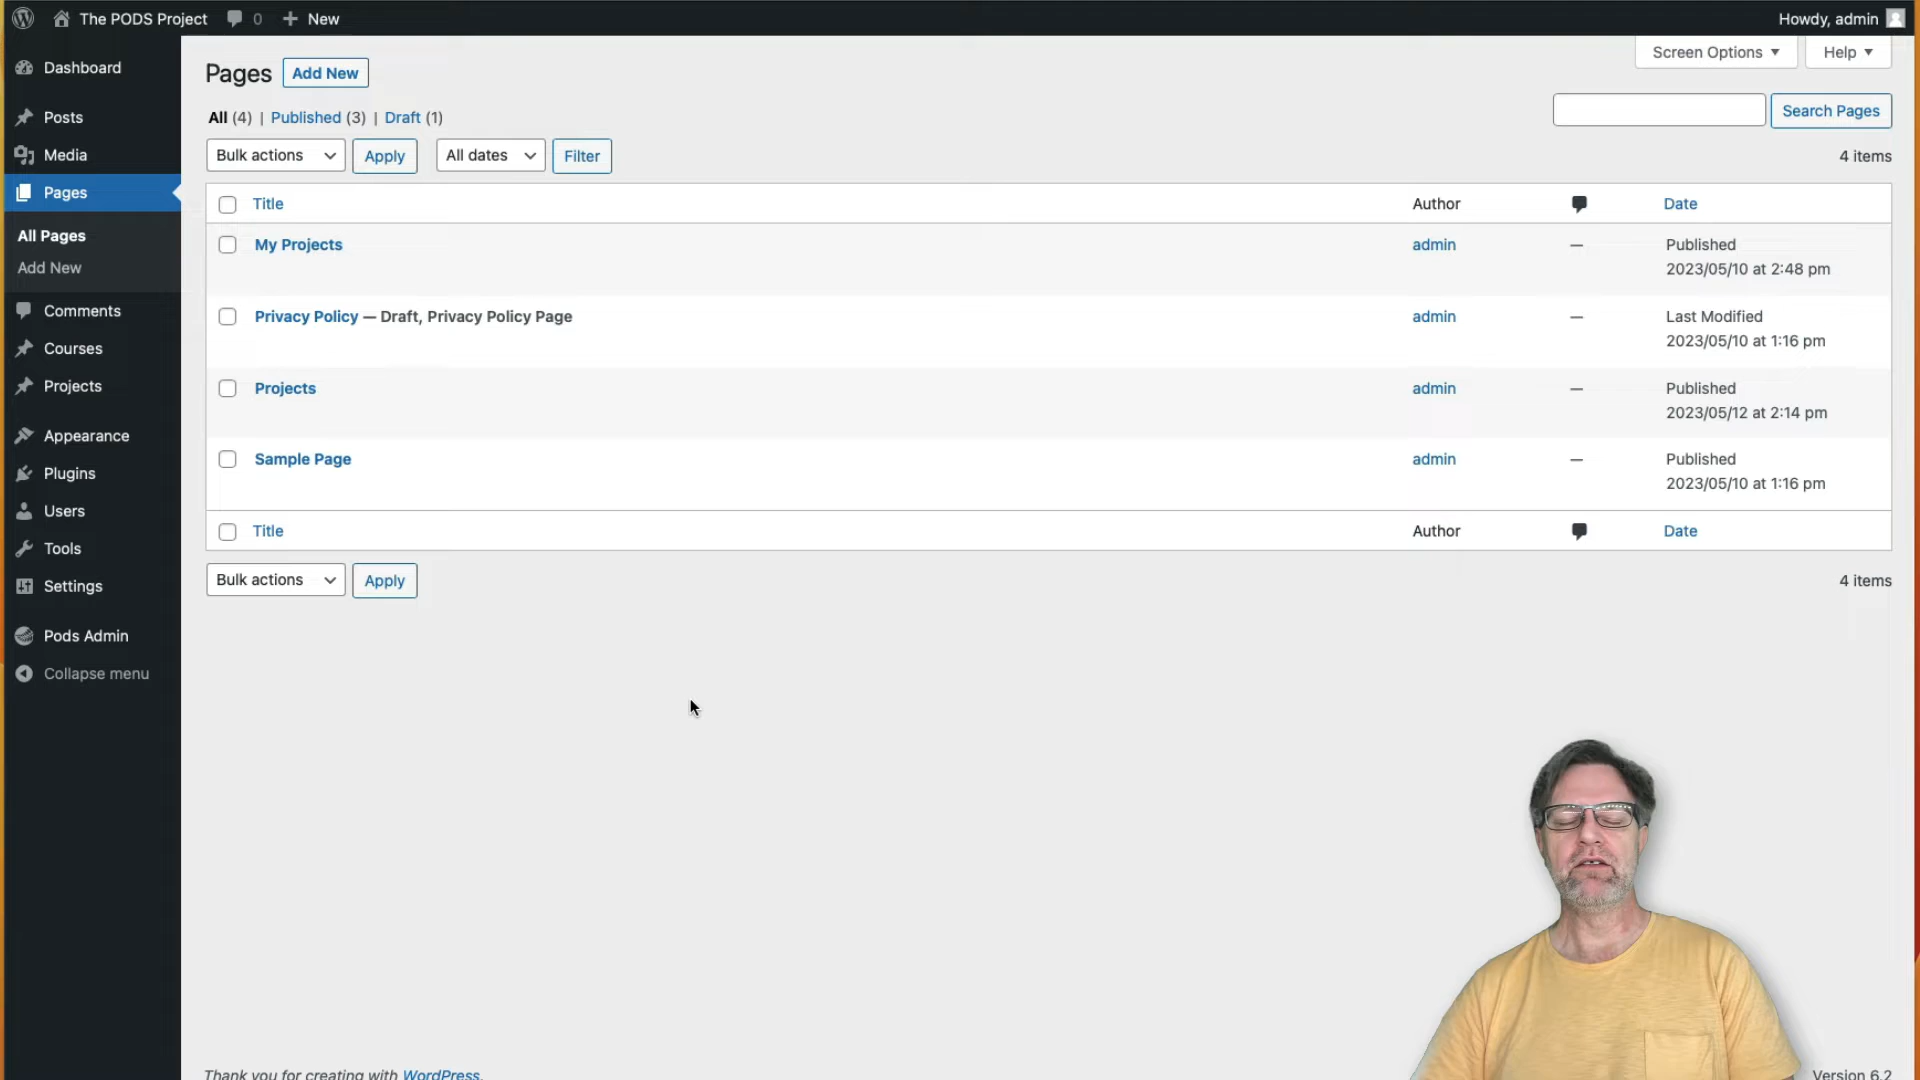 The PODS Project 0 New Howdy, admin
Dashboard
Posts
Media
Pages
All Pages
Add New
Comments
Courses
Projects
Appearance
Plugins
Users
Tools
Settings
Pods Admin
Collapse menu
Screen Options Help
Pages Add New
All (4) | Published (3) | Draft (1)
Search Pages
Bulk actions Apply All dates Filter 4 items
Title Author Date
My Projects admin — Published
2023/05/10 at 2:48 pm
Privacy Policy — Draft, Privacy Policy Page admin — Last Modified
2023/05/10 at 1:16 pm
Projects admin — Published
2023/05/12 at 2:14 pm
Sample Page admin — Published
2023/05/10 at 1:16 pm
Title Author Date
Bulk actions Apply 4 items
Thank you for creating with WordPress. Version 6.2